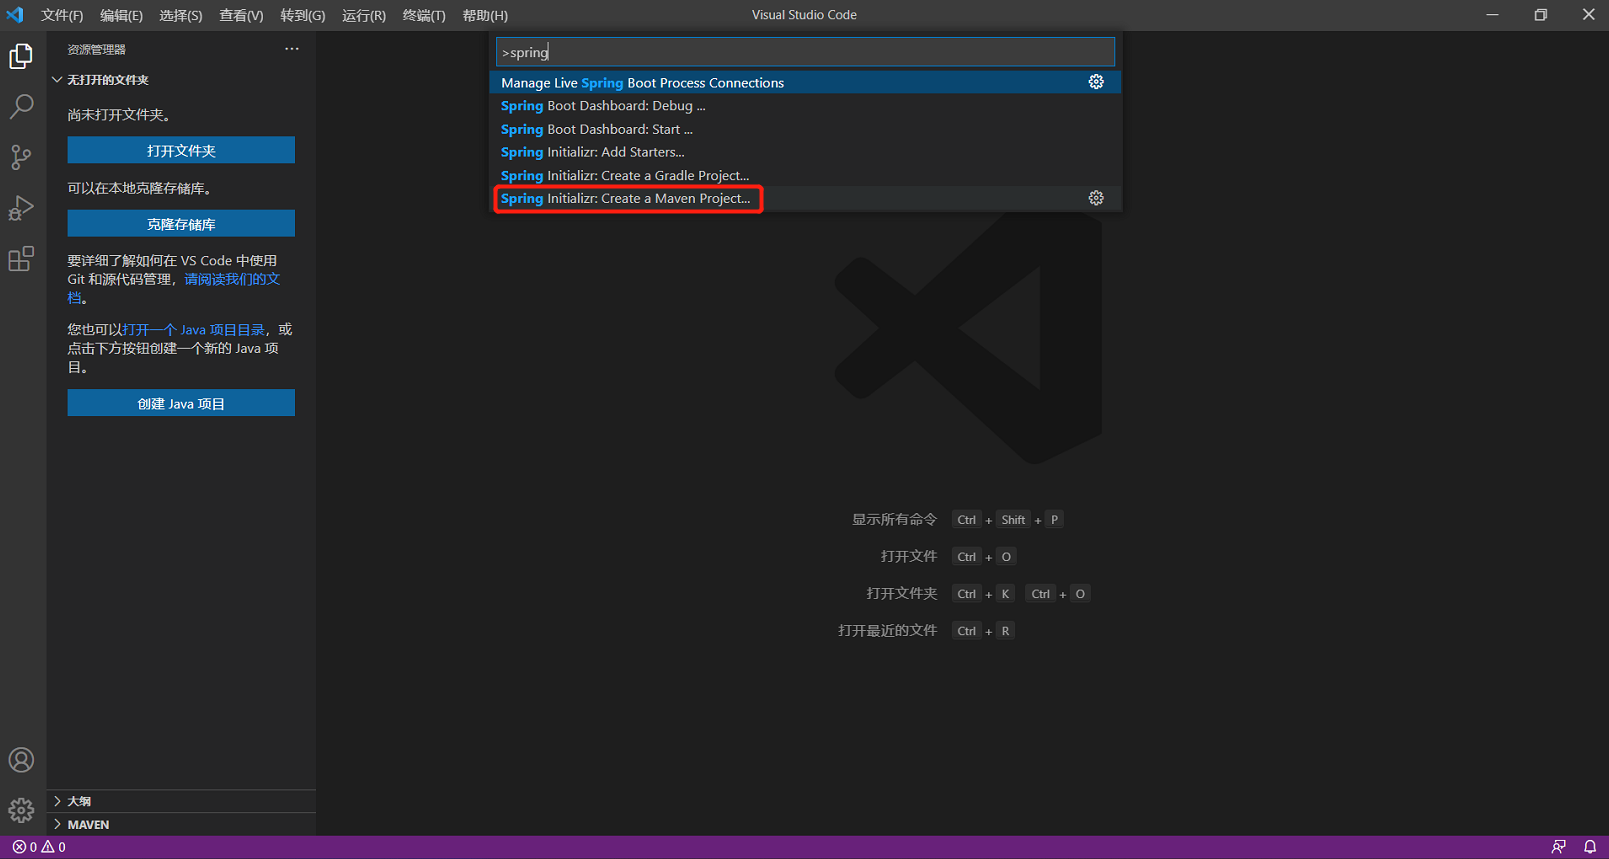 文件(F) 编辑(E) 选择(S) 查看(V) 转到(G) 运行(R) 终端(T) 帮助(H)
Visual Studio Code
资源管理器
无打开的文件夹
尚未打开文件夹。
打开文件夹
可以在本地克隆存储库。
克隆存储库
要详细了解如何在 VS Code 中使用
Git 和源代码管理，请阅读我们的文
档。
您也可以打开一个 Java 项目目录，或
点击下方按钮创建一个新的 Java 项
目。
创建 Java 项目
大纲
MAVEN
>spring
Manage Live Spring Boot Process Connections
Spring Boot Dashboard: Debug ...
Spring Boot Dashboard: Start ...
Spring Initializr: Add Starters...
Spring Initializr: Create a Gradle Project...
Spring Initializr: Create a Maven Project...
显示所有命令 Ctrl + Shift + P
打开文件 Ctrl + O
打开文件夹 Ctrl + K Ctrl + O
打开最近的文件 Ctrl + R
0 0